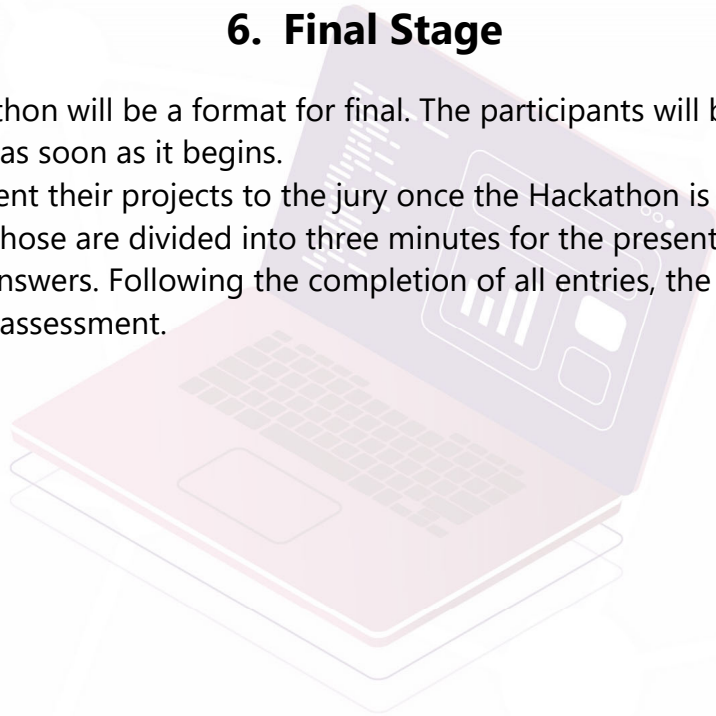 6. Final Stage
thon will be a format for final. The participants will b
as soon as it begins.
ent their projects to the jury once the Hackathon is
hose are divided into three minutes for the present
nswers. Following the completion of all entries, the
assessment.